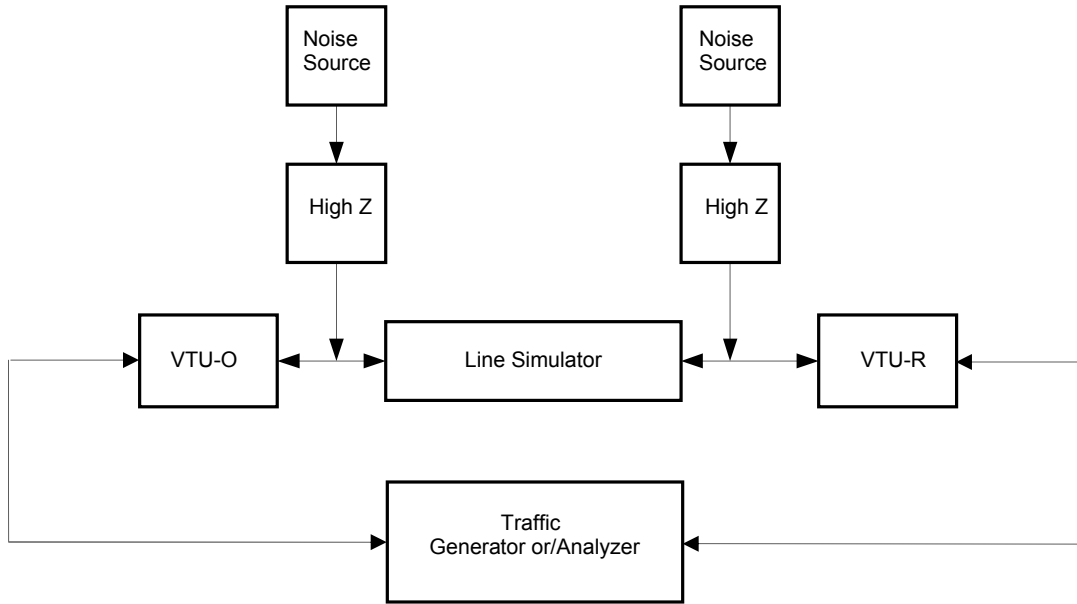 Noise
Source
Noise
Source
High Z
High Z
VTU-O
Line Simulator
VTU-R
Traffic
Generator or/Analyzer